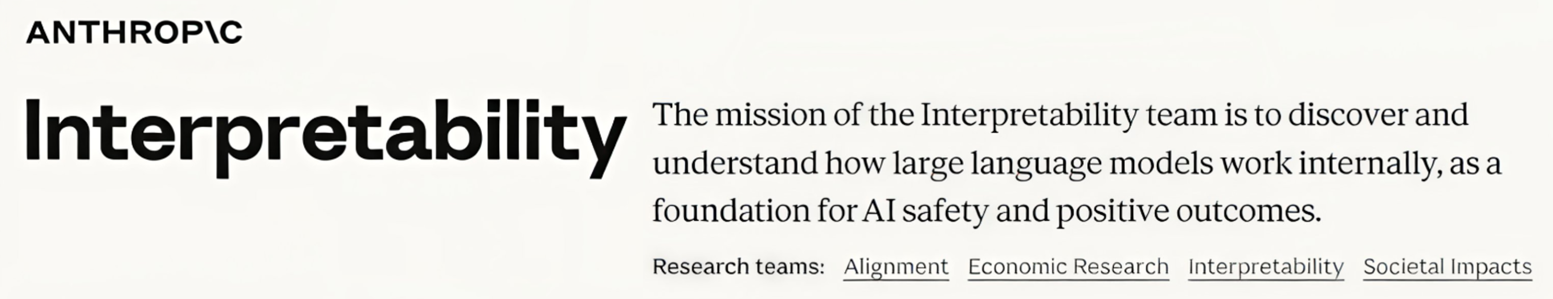 ANTHROP\C
Interpretability
The mission of the Interpretability team is to discover and
understand how large language models work internally, as a
foundation for AI safety and positive outcomes.
Research teams: Alignment Economic Research Interpretability Societal Impacts